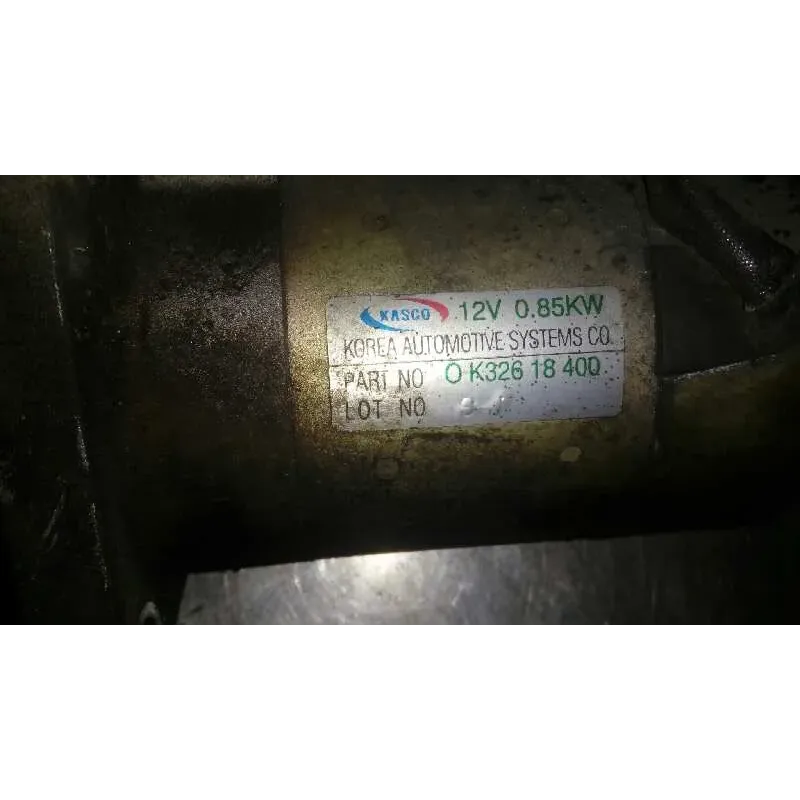 KASCO 12V 0.85KW
KOREA AUTOMOTIVE SYSTEMS CO.
PART NO O K326 18 400
LOT NO